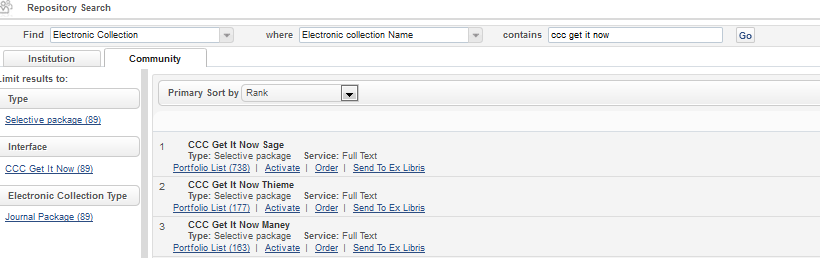 Repository Search
Find Electronic Collection where Electronic collection Name contains ccc get it now Go
Institution Community
Limit results to:
Type
Selective package (89)
Interface
CCC Get It Now (89)
Electronic Collection Type
Journal Package (89)
Primary Sort by Rank
1 CCC Get It Now Sage
Type: Selective package Service: Full Text
Portfolio List (738) | Activate | Order | Send To Ex Libris
2 CCC Get It Now Thieme
Type: Selective package Service: Full Text
Portfolio List (177) | Activate | Order | Send To Ex Libris
3 CCC Get It Now Maney
Type: Selective package Service: Full Text
Portfolio List (163) | Activate | Order | Send To Ex Libris